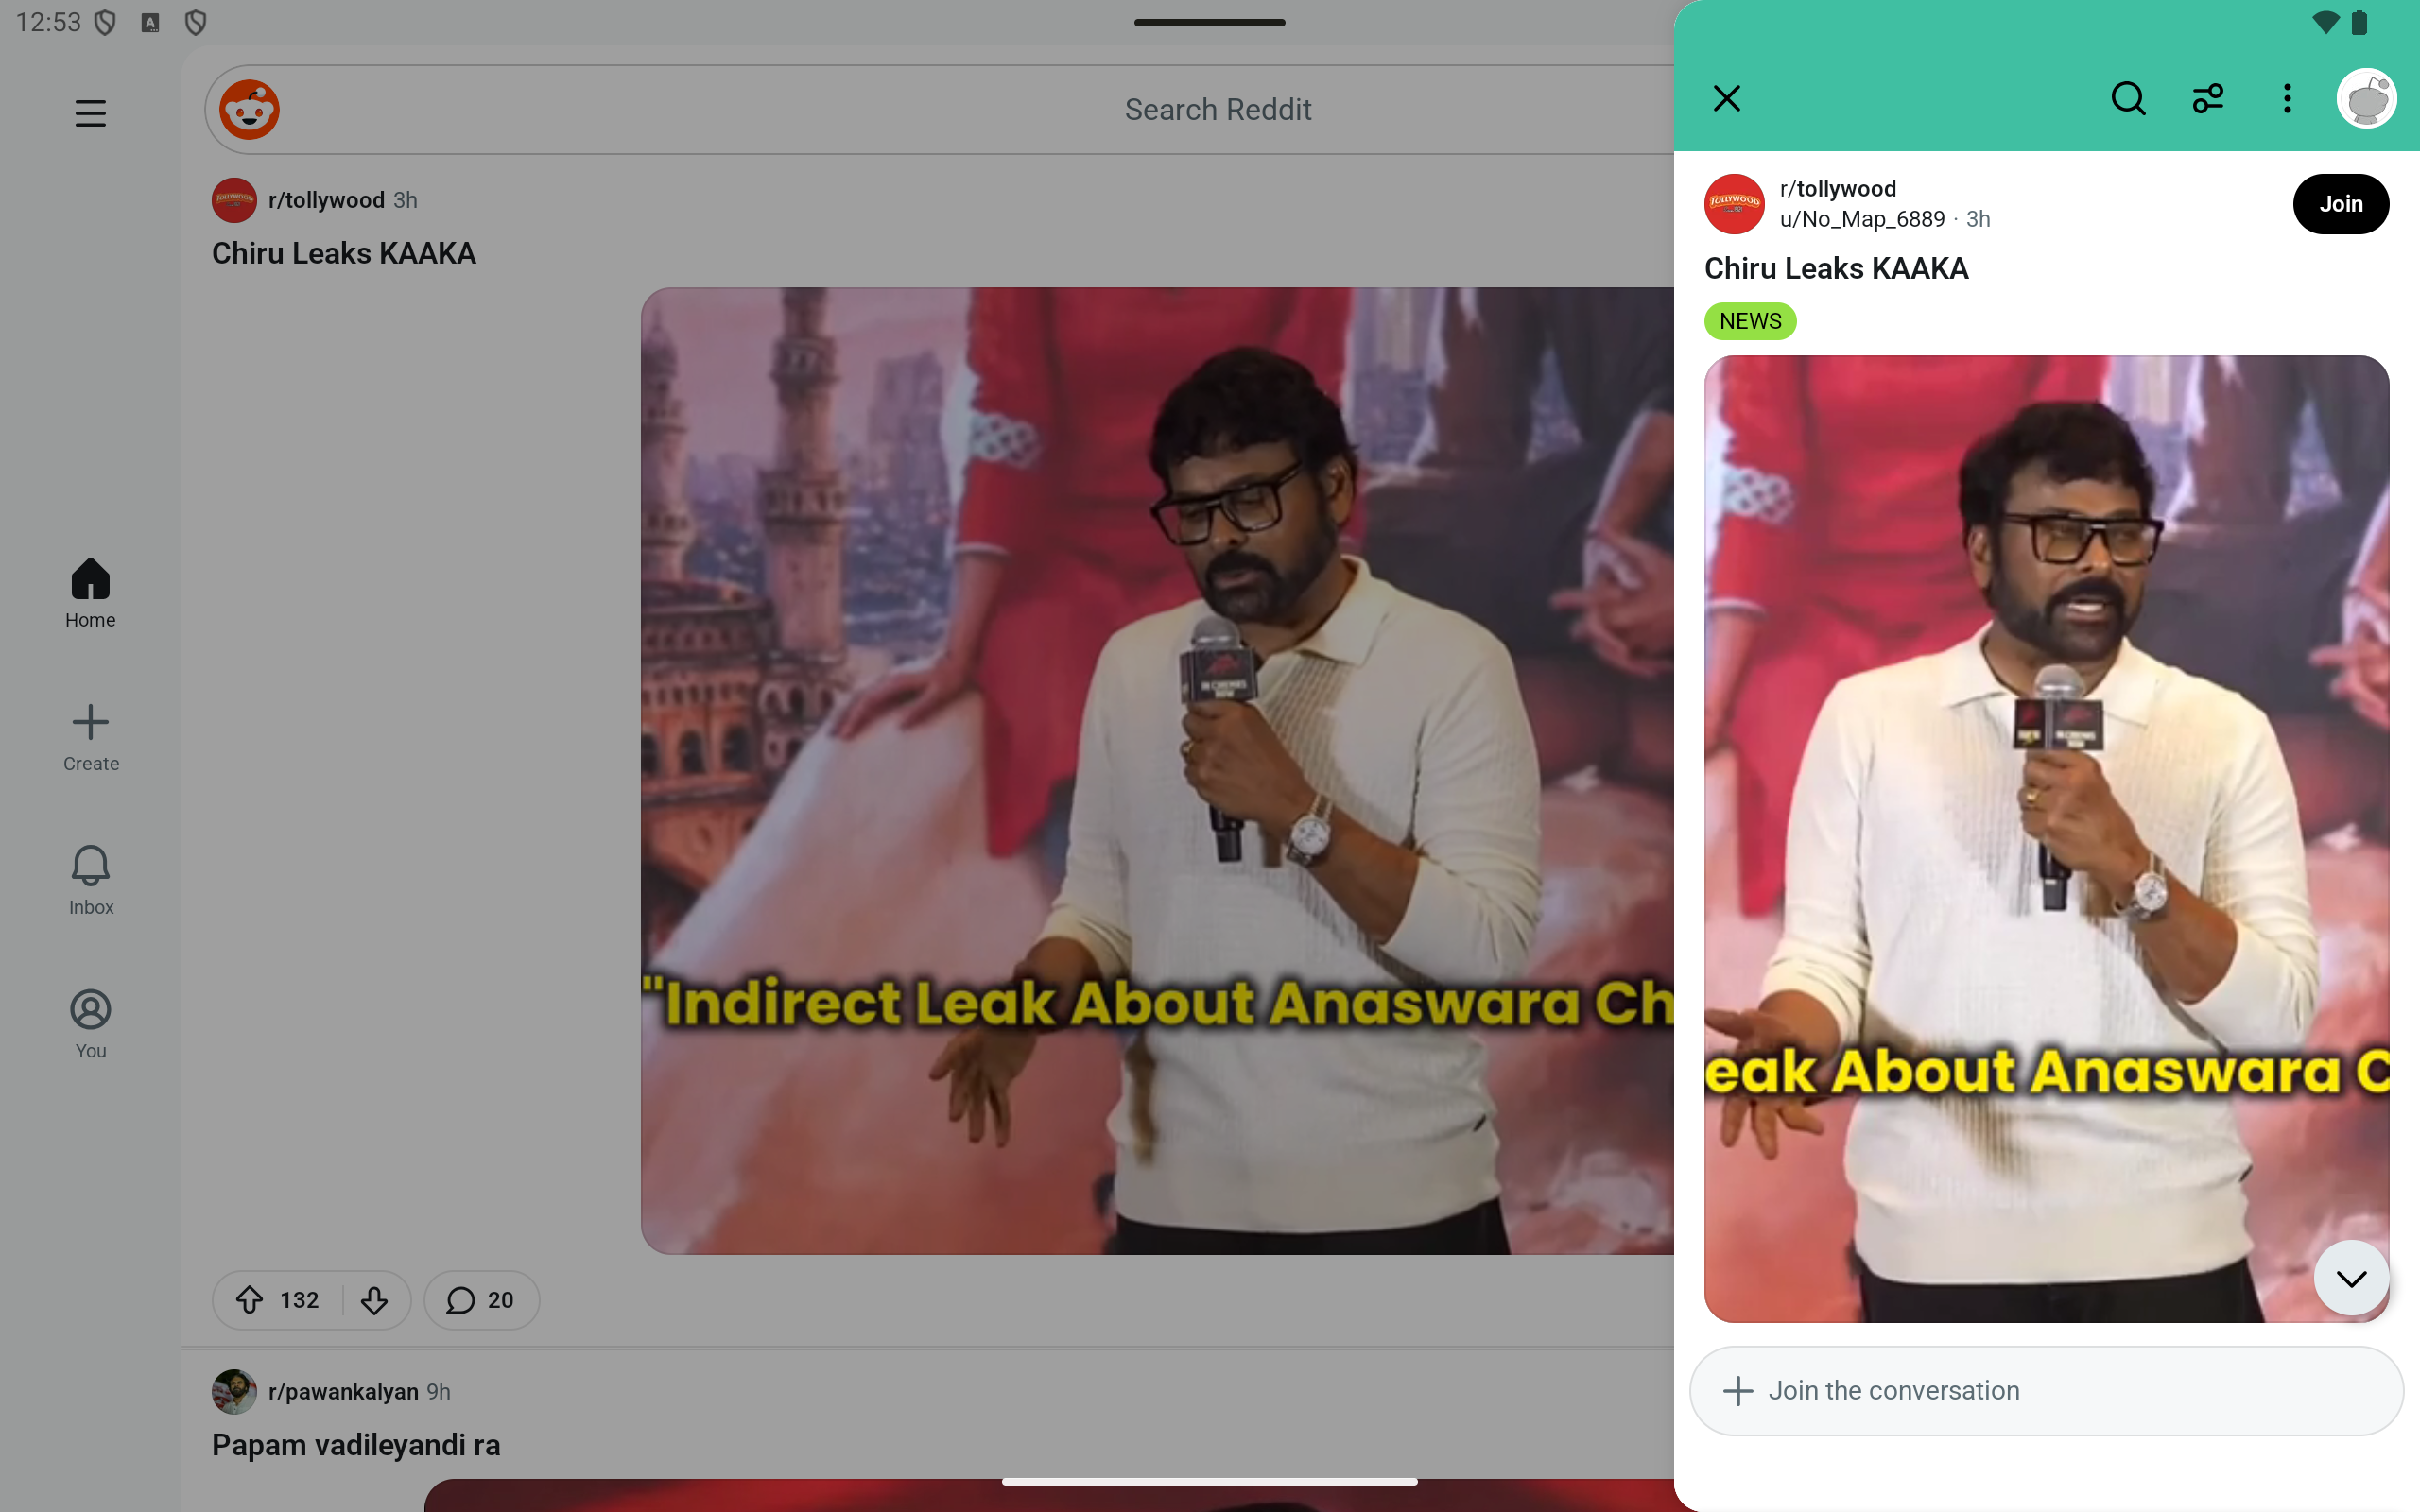 12:53
Search Reddit
r/tollywood 3h
Chiru Leaks KAAKA
"Indirect Leak About Anaswara Ch
132
20
r/pawankalyan 9h
Papam vadileyandi ra
Home
Create
Inbox
You
r/tollywood
u/No_Map_6889 · 3h
Join
Chiru Leaks KAAKA
NEWS
eak About Anaswara C
Join the conversation